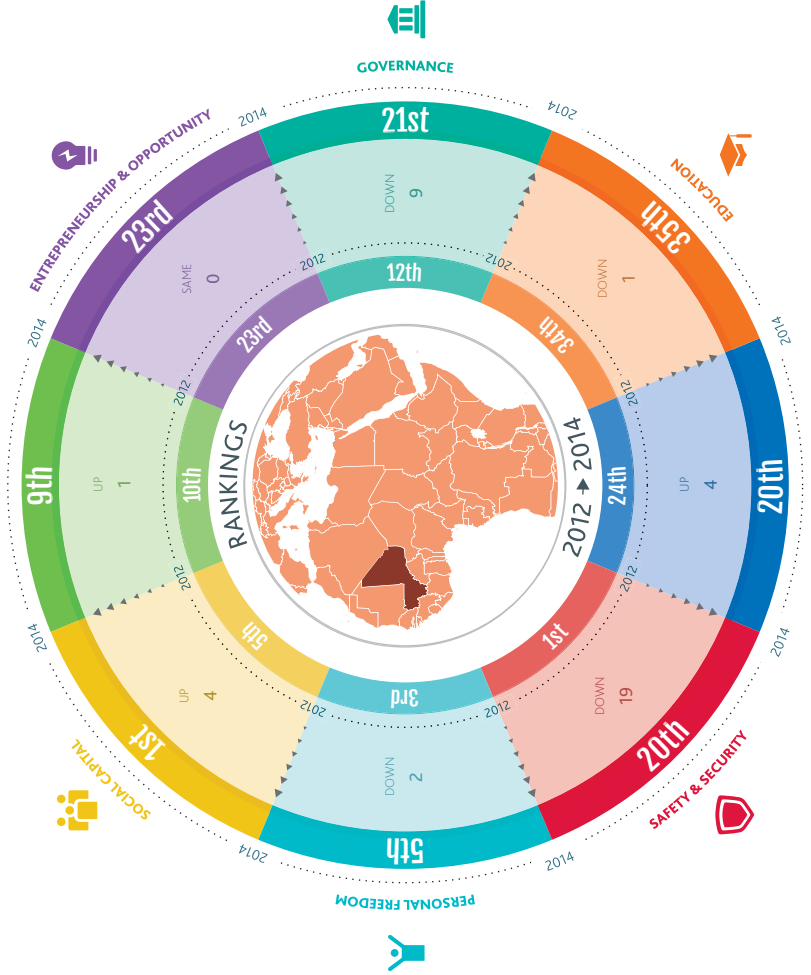 GOVERNANCE
21st
DOWN
9
12th
2012
2014
EDUCATION
35th
DOWN
1
34th
2012
2014
20th
UP
4
24th
2012
2014
SAFETY & SECURITY
20th
DOWN
19
1st
2012
2014
PERSONAL FREEDOM
5th
DOWN
2
3rd
2012
2014
SOCIAL CAPITAL
1st
UP
4
5th
2012
2014
9th
UP
1
10th
2012
2014
ENTREPRENEURSHIP & OPPORTUNITY
23rd
SAME
0
23rd
2012
2014
RANKINGS
2012 ▸ 2014